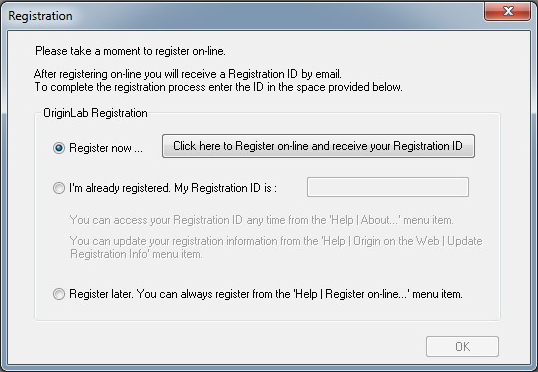 Registration
Please take a moment to register on-line.
After registering on-line you will receive a Registration ID by email.
To complete the registration process enter the ID in the space provided below.
OriginLab Registration
Register now ... Click here to Register on-line and receive your Registration ID
I'm already registered. My Registration ID is :
You can access your Registration ID any time from the 'Help | About...' menu item.
You can update your registration information from the 'Help | Origin on the Web | Update
Registration Info' menu item.
Register later. You can always register from the 'Help | Register on-line...' menu item.
OK